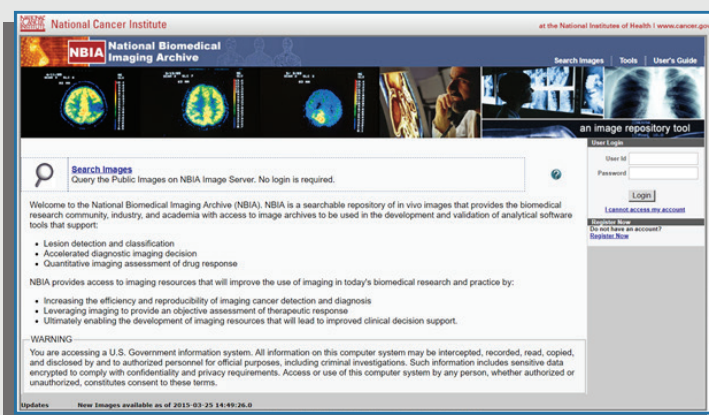 NATIONAL CANCER INSTITUTE
National Cancer Institute
at the National Institutes of Health | www.cancer.gov
NBIA National Biomedical
Imaging Archive
Search Images | Tools | User's Guide
an image repository tool
Search Images
Query the Public Images on NBIA Image Server. No login is required.
Welcome to the National Biomedical Imaging Archive (NBIA). NBIA is a searchable repository of in vivo images that provides the biomedical
research community, industry, and academia with access to image archives to be used in the development and validation of analytical software
tools that support:
• Lesion detection and classification
• Accelerated diagnostic imaging decision
• Quantitative imaging assessment of drug response
NBIA provides access to imaging resources that will improve the use of imaging in today's biomedical research and practice by:
• Increasing the efficiency and reproducibility of imaging cancer detection and diagnosis
• Leveraging imaging to provide an objective assessment of therapeutic response
• Ultimately enabling the development of imaging resources that will lead to improved clinical decision support.
WARNING
You are accessing a U.S. Government information system. All information on this computer system may be intercepted, recorded, read, copied,
and disclosed by and to authorized personnel for official purposes, including criminal investigations. Such information includes sensitive data
encrypted to comply with confidentiality and privacy requirements. Access or use of this computer system by any person, whether authorized or
unauthorized, constitutes consent to these terms.
Updates New Images available as of 2015-03-25 14:49:26.0
User Login
User Id
Password
Login
I cannot access my account
Register Now
Do not have an account?
Register Now